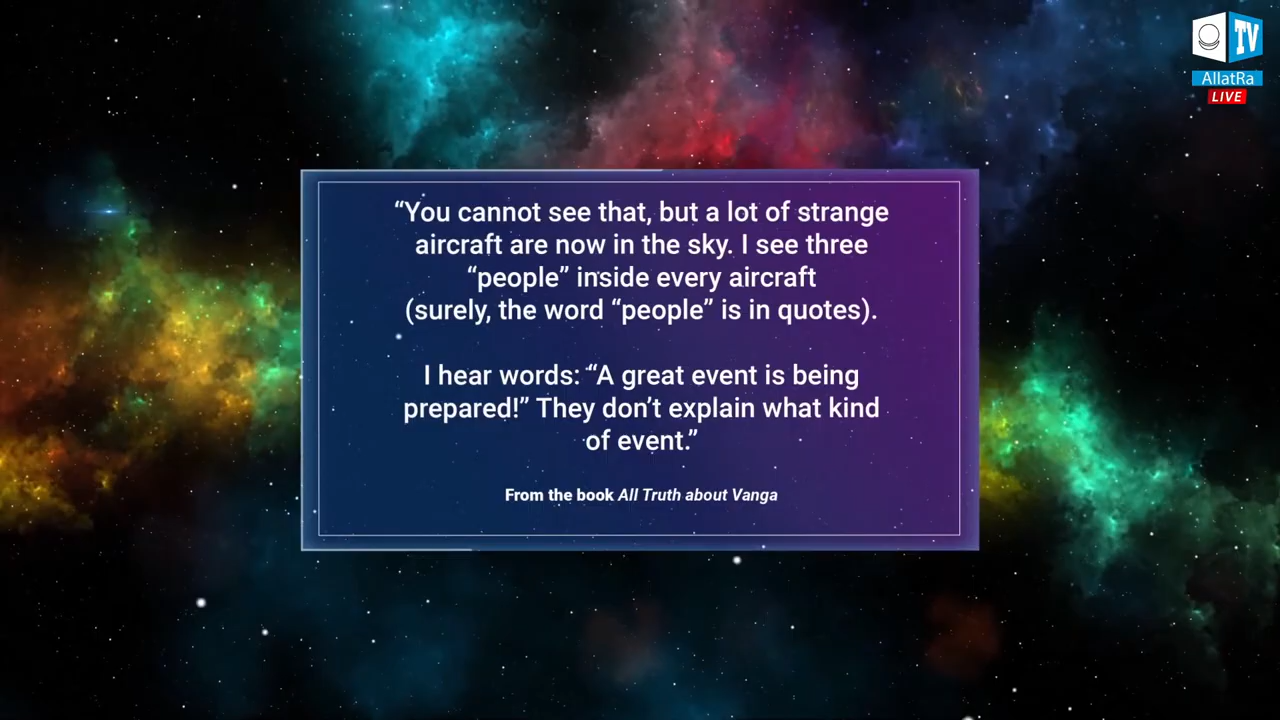 TV
AllatRa
LIVE
“You cannot see that, but a lot of strange
aircraft are now in the sky. I see three
“people” inside every aircraft
(surely, the word “people” is in quotes).
I hear words: “A great event is being
prepared!” They don’t explain what kind
of event.”
From the book All Truth about Vanga